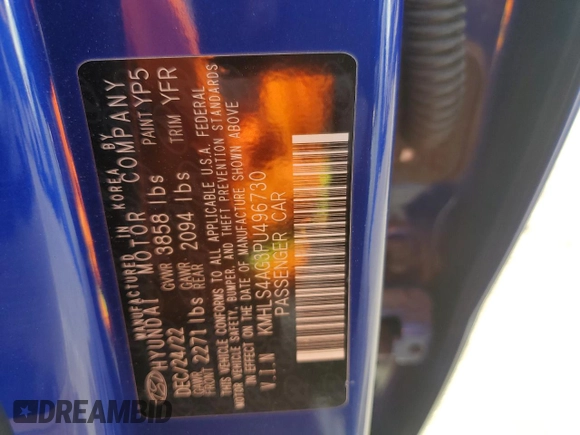 MANUFACTURED IN KOREA BY
HYUNDAI MOTOR COMPANY
DEC/24/22 GVWR 3858 lbs PAINT YP5
GAWR FRONT 2271 lbs GAWR REAR 2094 lbs TRIM YFR
THIS VEHICLE CONFORMS TO ALL APPLICABLE U.S.A. FEDERAL
MOTOR VEHICLE SAFETY, BUMPER, AND THEFT PREVENTION STANDARDS
IN EFFECT ON THE DATE OF MANUFACTURE SHOWN ABOVE
V.I.N KMHLS4AG3PU496730
PASSENGER CAR
DREAMBID